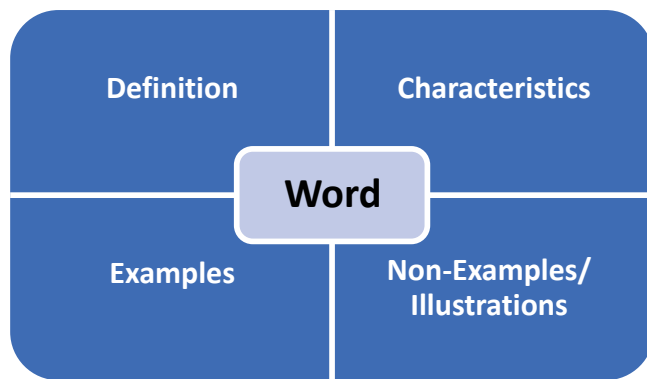 Definition
Characteristics
Word
Examples
Non-Examples/
Illustrations